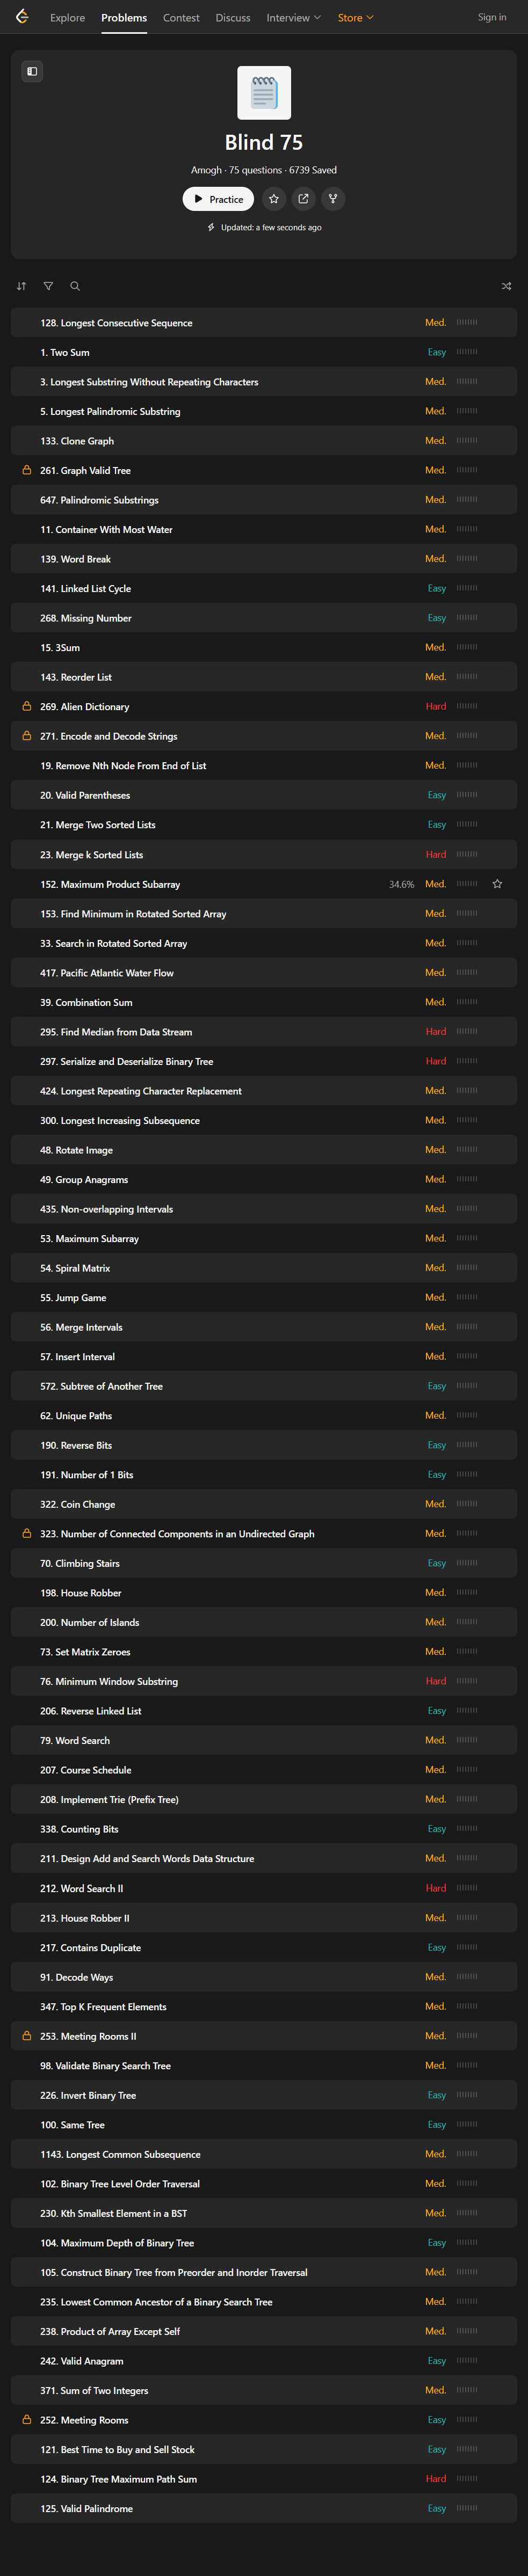 Explore Problems Contest Discuss Interview Store Sign in
Blind 75
Amogh · 75 questions · 6739 Saved
Practice
Updated: a few seconds ago
128. Longest Consecutive Sequence Med.
1. Two Sum Easy
3. Longest Substring Without Repeating Characters Med.
5. Longest Palindromic Substring Med.
133. Clone Graph Med.
261. Graph Valid Tree Med.
647. Palindromic Substrings Med.
11. Container With Most Water Med.
139. Word Break Med.
141. Linked List Cycle Easy
268. Missing Number Easy
15. 3Sum Med.
143. Reorder List Med.
269. Alien Dictionary Hard
271. Encode and Decode Strings Med.
19. Remove Nth Node From End of List Med.
20. Valid Parentheses Easy
21. Merge Two Sorted Lists Easy
23. Merge k Sorted Lists Hard
152. Maximum Product Subarray 34.6% Med.
153. Find Minimum in Rotated Sorted Array Med.
33. Search in Rotated Sorted Array Med.
417. Pacific Atlantic Water Flow Med.
39. Combination Sum Med.
295. Find Median from Data Stream Hard
297. Serialize and Deserialize Binary Tree Hard
424. Longest Repeating Character Replacement Med.
300. Longest Increasing Subsequence Med.
48. Rotate Image Med.
49. Group Anagrams Med.
435. Non-overlapping Intervals Med.
53. Maximum Subarray Med.
54. Spiral Matrix Med.
55. Jump Game Med.
56. Merge Intervals Med.
57. Insert Interval Med.
572. Subtree of Another Tree Easy
62. Unique Paths Med.
190. Reverse Bits Easy
191. Number of 1 Bits Easy
322. Coin Change Med.
323. Number of Connected Components in an Undirected Graph Med.
70. Climbing Stairs Easy
198. House Robber Med.
200. Number of Islands Med.
73. Set Matrix Zeroes Med.
76. Minimum Window Substring Hard
206. Reverse Linked List Easy
79. Word Search Med.
207. Course Schedule Med.
208. Implement Trie (Prefix Tree) Med.
338. Counting Bits Easy
211. Design Add and Search Words Data Structure Med.
212. Word Search II Hard
213. House Robber II Med.
217. Contains Duplicate Easy
91. Decode Ways Med.
347. Top K Frequent Elements Med.
253. Meeting Rooms II Med.
98. Validate Binary Search Tree Med.
226. Invert Binary Tree Easy
100. Same Tree Easy
1143. Longest Common Subsequence Med.
102. Binary Tree Level Order Traversal Med.
230. Kth Smallest Element in a BST Med.
104. Maximum Depth of Binary Tree Easy
105. Construct Binary Tree from Preorder and Inorder Traversal Med.
235. Lowest Common Ancestor of a Binary Search Tree Med.
238. Product of Array Except Self Med.
242. Valid Anagram Easy
371. Sum of Two Integers Med.
252. Meeting Rooms Easy
121. Best Time to Buy and Sell Stock Easy
124. Binary Tree Maximum Path Sum Hard
125. Valid Palindrome Easy